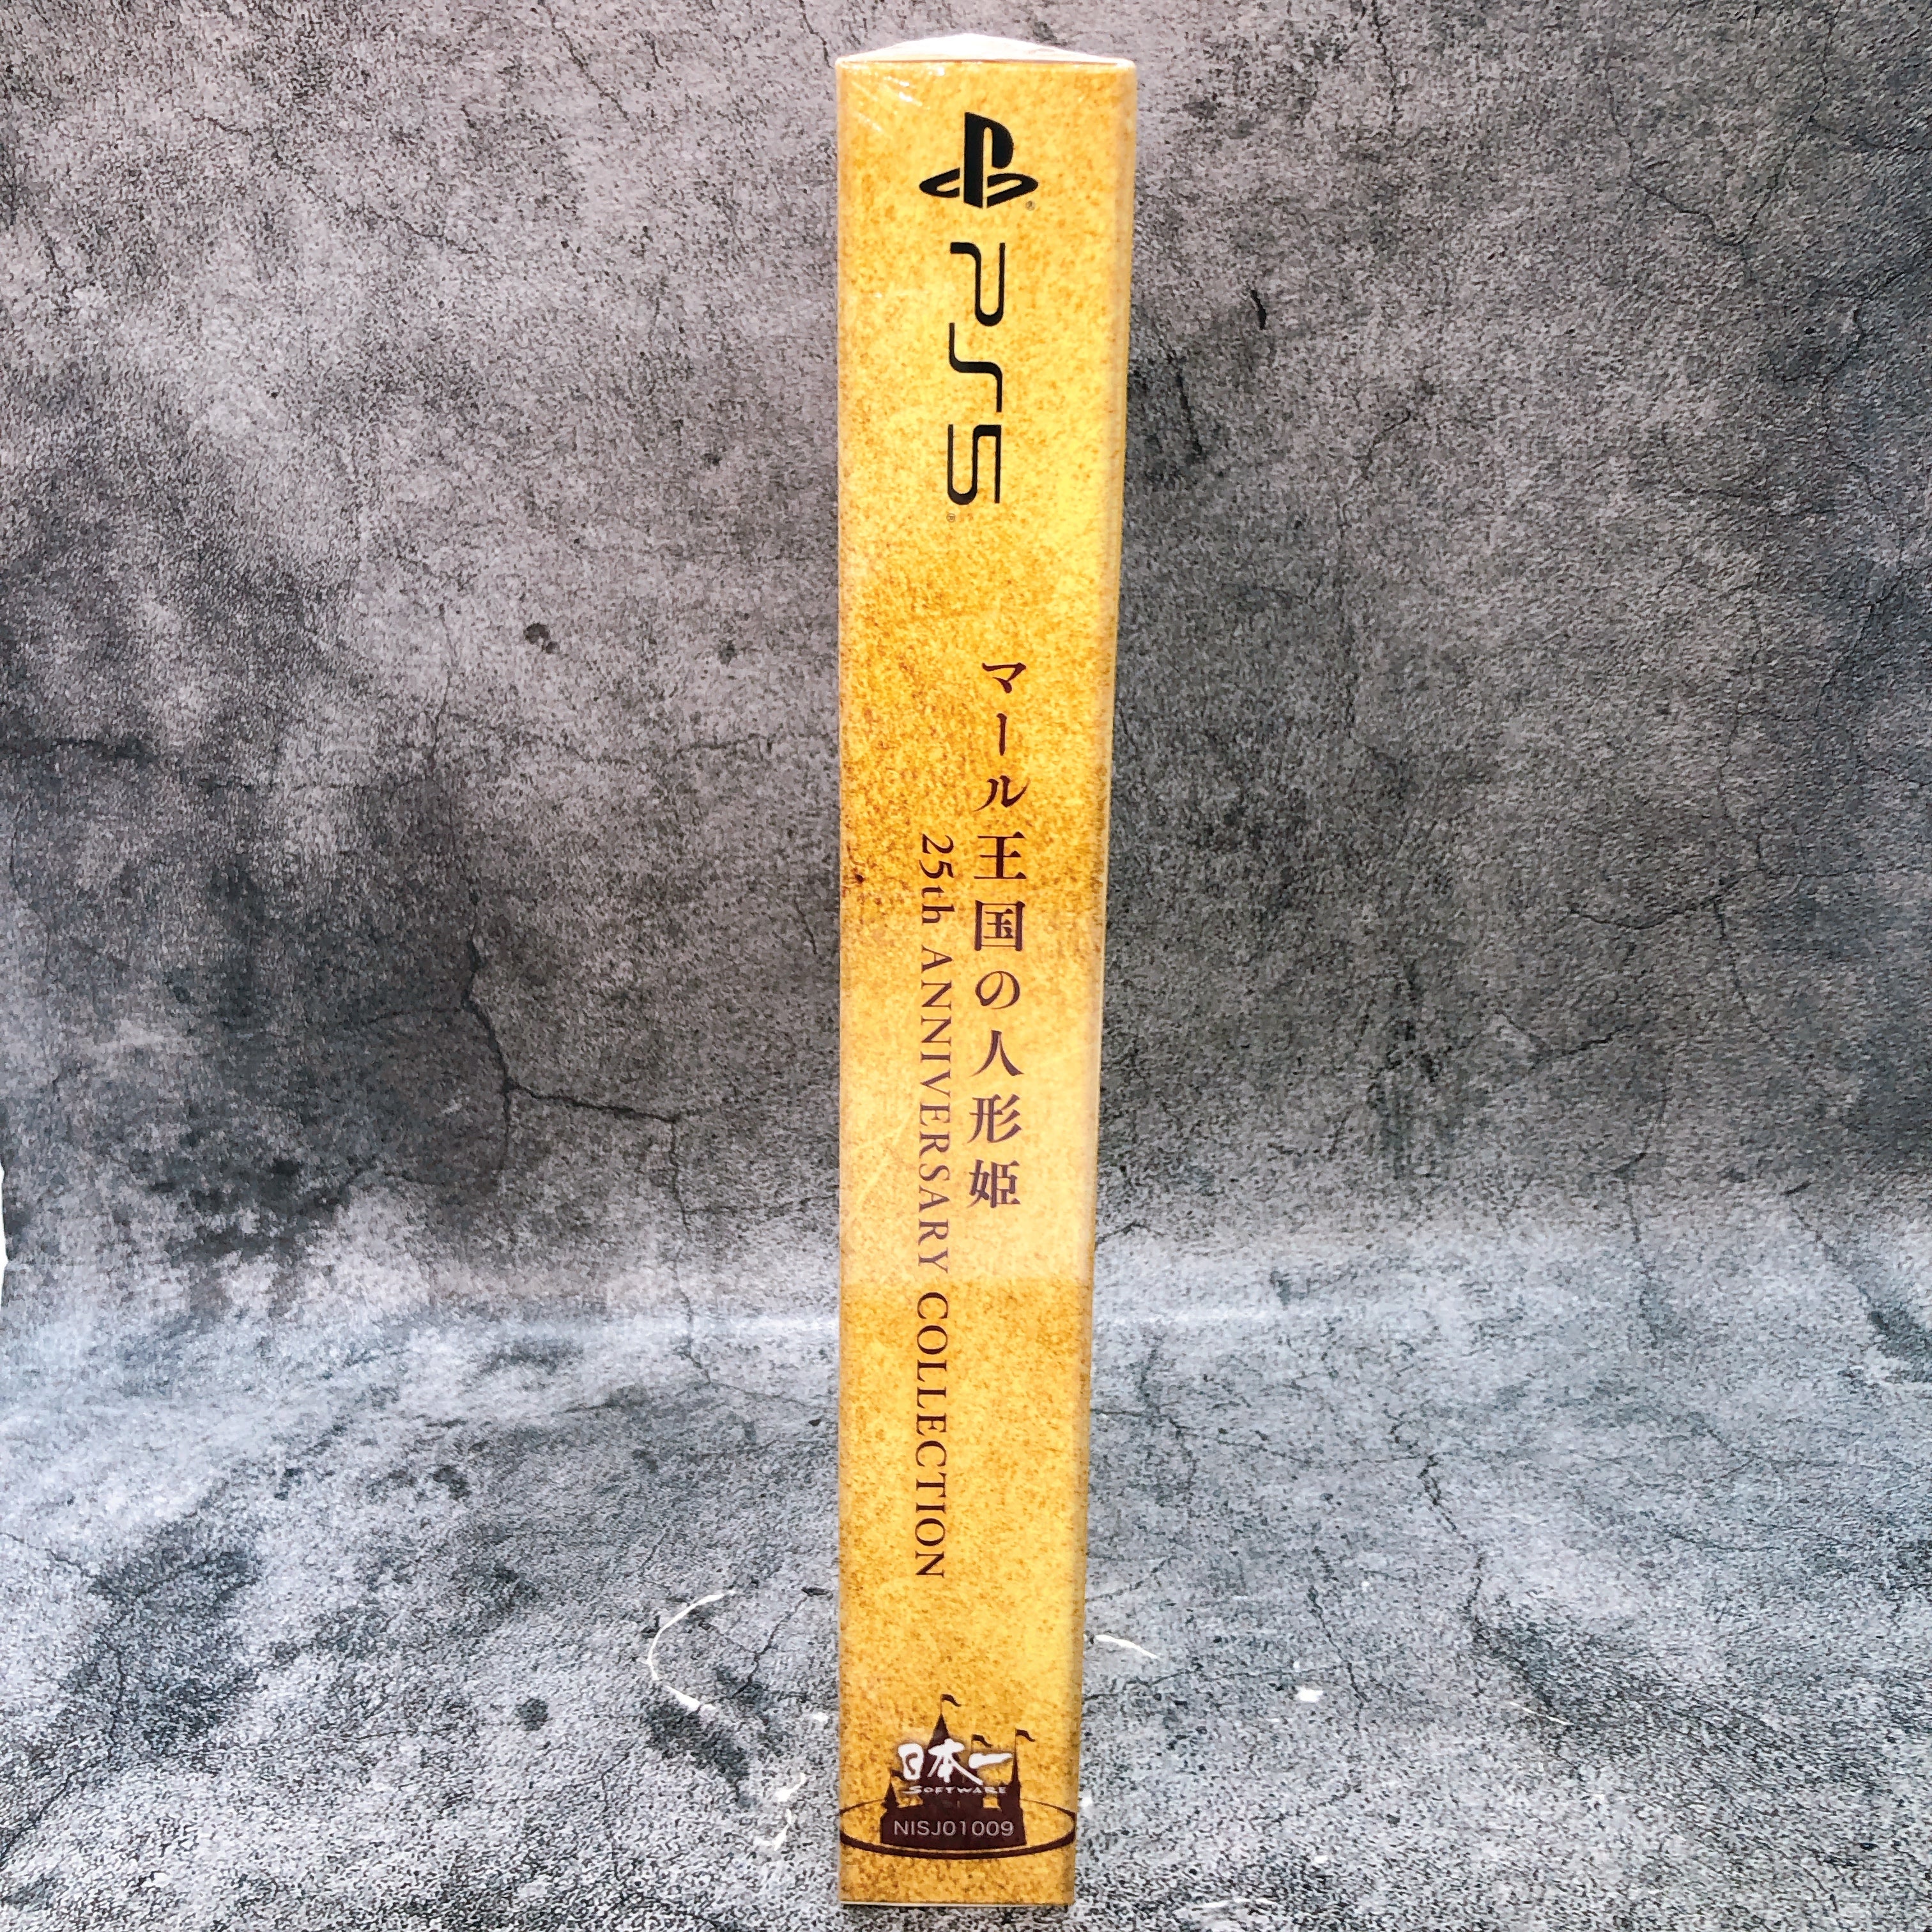 PS5
マール王国の人形姫
25th ANNIVERSARY COLLECTION
日本一
SOFTWARE
NISJ01009